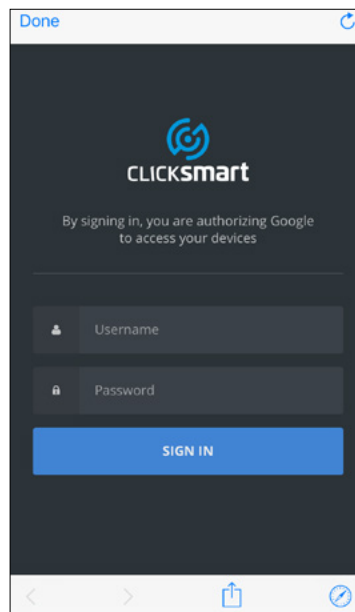 Done
CLICKsmart
By signing in, you are authorizing Google
to access your devices
Username
Password
SIGN IN